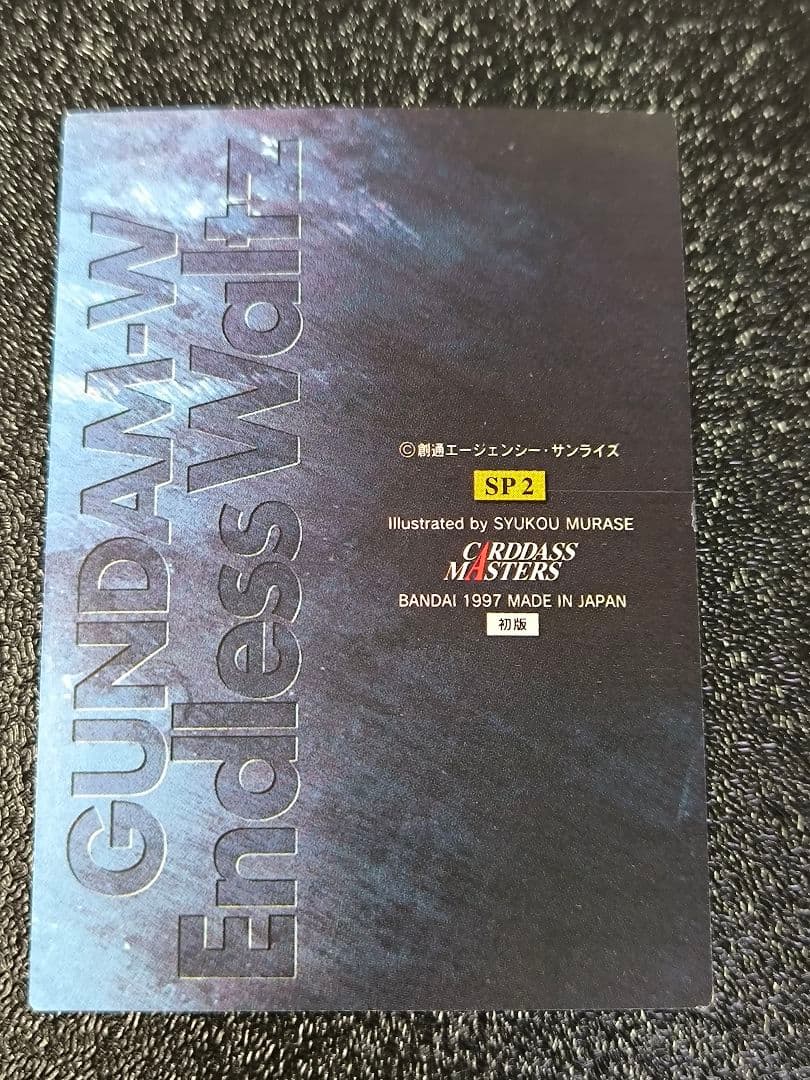 GUNDAM-W
Endless Waltz
©創通エージェンシー・サンライズ
SP 2
Illustrated by SYUKOU MURASE
CARDDASS
MASTERS
BANDAI 1997 MADE IN JAPAN
初版